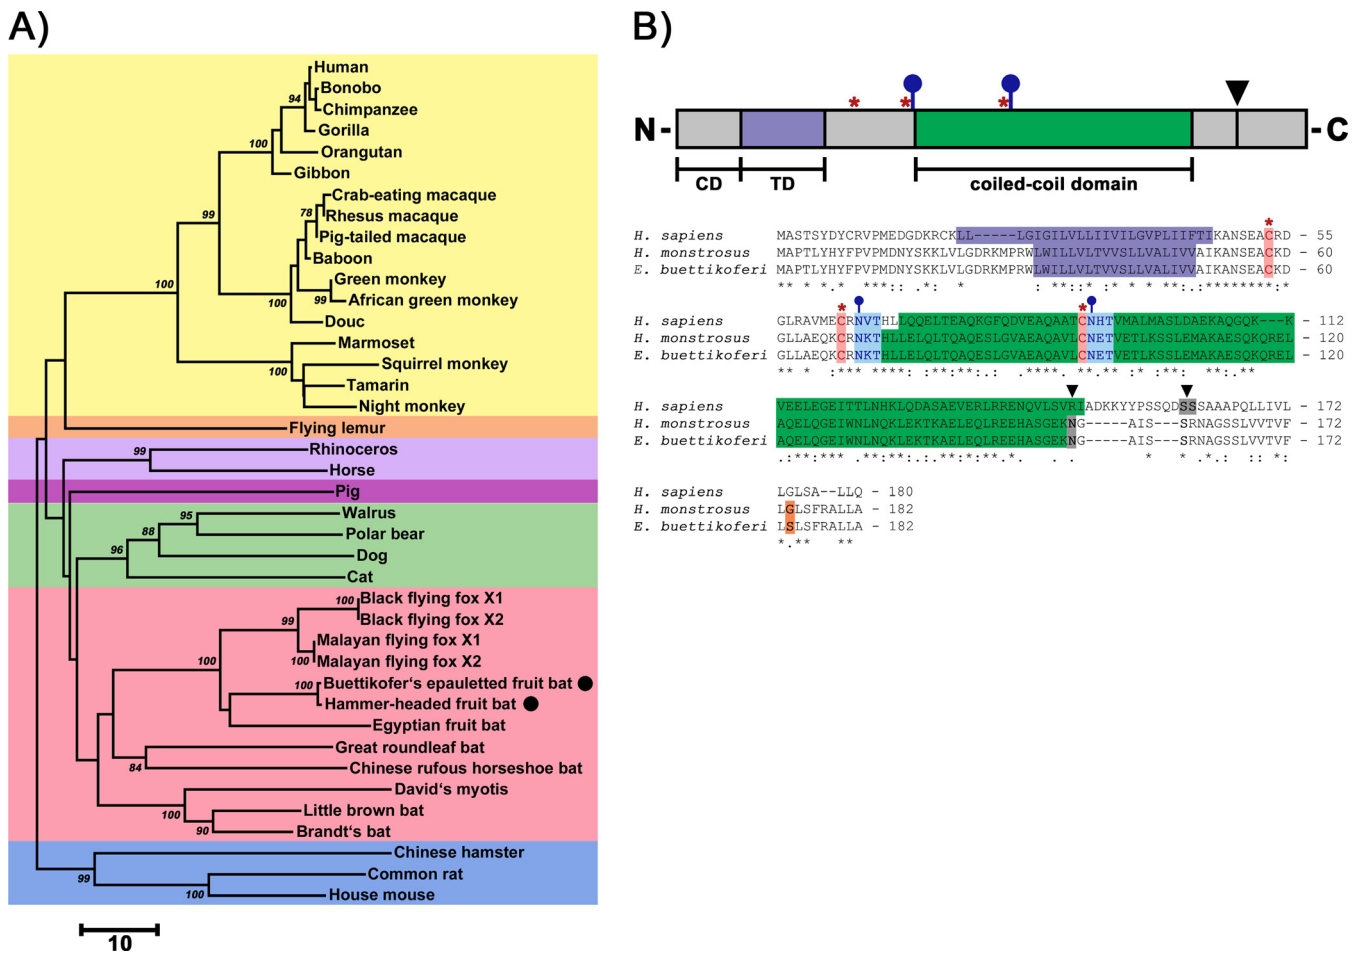 A)
Human
Bonobo
94
Chimpanzee
Gorilla
100
Orangutan
Gibbon
Crab-eating macaque
99
78
Rhesus macaque
Pig-tailed macaque
Baboon
Green monkey
100
99
African green monkey
100
Douc
Marmoset
Squirrel monkey
100
Tamarin
Night monkey
Flying lemur
99
Rhinoceros
Horse
Pig
95
Walrus
88
Polar bear
96
Dog
Cat
100
Black flying fox X1
99
Black flying fox X2
Malayan flying fox X1
100
100
Malayan flying fox X2
100
Buettikofer‘s epauletted fruit bat
Hammer-headed fruit bat
Egyptian fruit bat
Great roundleaf bat
84
Chinese rufous horseshoe bat
David‘s myotis
100
Little brown bat
90
Brandt‘s bat
Chinese hamster
99
Common rat
100
House mouse
10
B)
* * *
N- -C
CD TD coiled-coil domain
*
H. sapiens MASTSYDYCRVPMEDGDKRCKLL-----LGIGILVLLIIVILGVPLIIFTIKANSEACRD - 55
H. monstrosus MAPTLYHYFPVPMDNYSKKLVLGDRKMPRWLWILLVLTVVSLLVALIVVAIKANSEACKD - 60
E. buettikoferi MAPTLYHYFPVPMDNYSKKVLVGDRKMPRWLWILLVLTVVSLLVALIVVAIKANSEACKD - 60
* *
H. sapiens GLRAVMECRNVTHLLQQELTEAQKGFQDVEAQAATCNHTVMALMASLDAEKAQGQK---K - 112
H. monstrosus GLLAEQKCRNKTHLLELQLTQAQESLGVAEAQAVLCNETVETLKSSLEMAKAESQKQREL - 120
E. buettikoferi GLLAEQKCRNKTHLLELQLTQAQESLGVAEAQAVLCNETVETLKSSLEMAKAESQKQREL - 120
H. sapiens VEELEGEITTLNHKLQDASAEVERLRRENQVLSVRIADKKYYPSSQDSSSAAAPQLLIVL - 172
H. monstrosus AQELQGEIWNLNQKLEKTKAELEQLQREEHASGEKNG-----AIS---SRNAGSSLVVTVF - 172
E. buettikoferi AQELQGEIWNLNQKLEKTKAELEQLQREEHASGEKNG-----AIS---SRNAGSSLVVTVF - 172
H. sapiens LGLSA--LLQ - 180
H. monstrosus LGLSFRALLA - 182
E. buettikoferi LSLSFRALLA - 182
*.** **